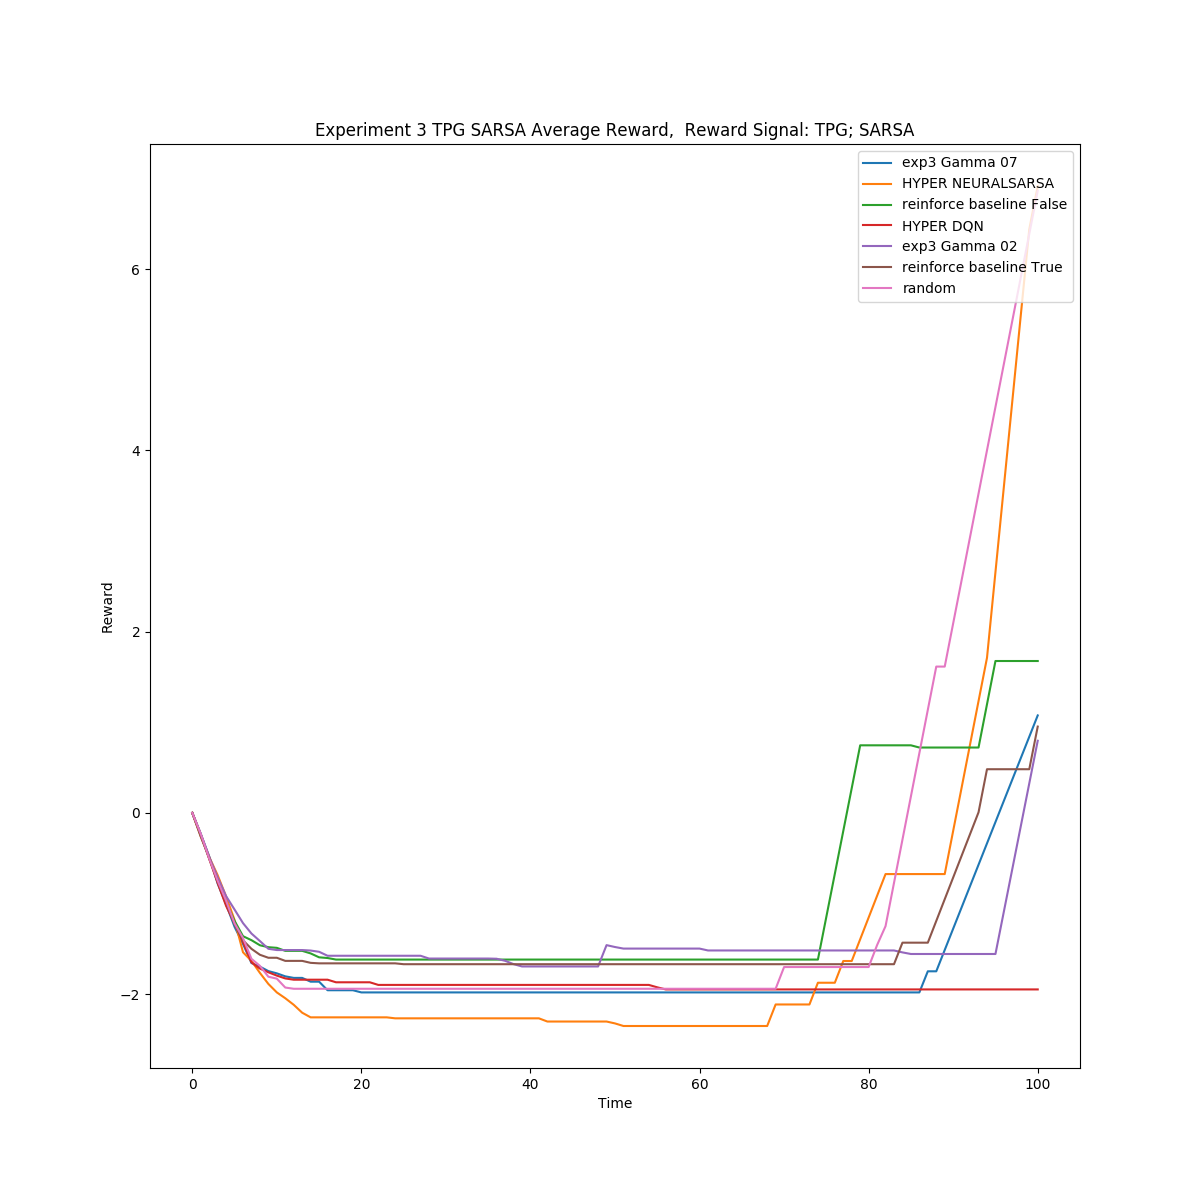 Experiment 3 TPG SARSA Average Reward,  Reward Signal: TPG; SARSA
exp3 Gamma 07
HYPER NEURALSARSA
reinforce baseline False
HYPER DQN
exp3 Gamma 02
reinforce baseline True
random
6
4
2
0
−2
Reward
0 20 40 60 80 100
Time